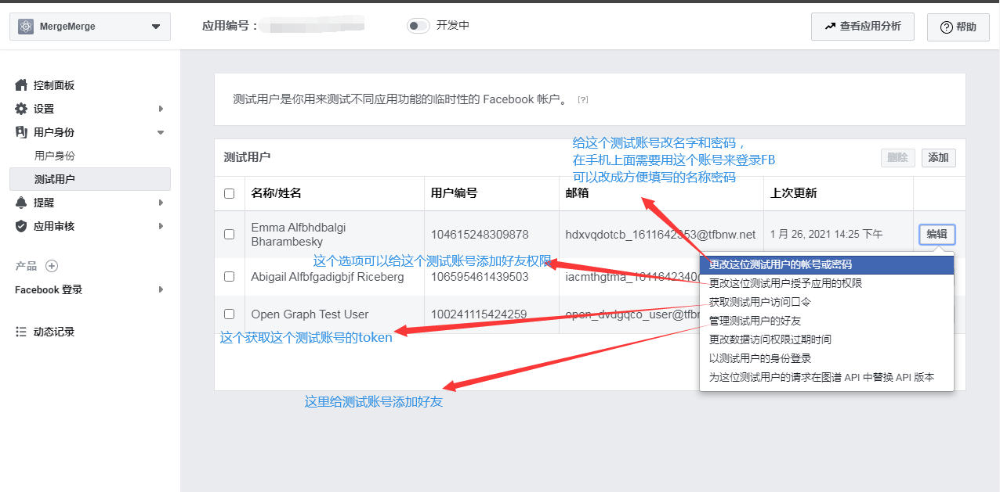 MergeMerge
应用编号：
开发中
查看应用分析
帮助
控制面板
设置
用户身份
用户身份
测试用户
提醒
应用审核
产品
Facebook 登录
动态记录
测试用户是你用来测试不同应用功能的临时性的 Facebook 帐户。 [?]
测试用户
给这个测试账号改名字和密码，
在手机上面需要用这个账号来登录FB
可以改成方便填写的名称密码
删除
添加
名称/姓名 用户编号 邮箱 上次更新
Emma Alfbhdbalgi
Bharambesky
104615248309878 hdxvqdotcb_1611642353@tfbnw.net 1 月 26, 2021 14:25 下午 编辑
这个选项可以给这个测试账号添加好友权限
Abigail Alfbfgadigbjf Riceberg 106595461439503 iacmthgtma_1611642340
Open Graph Test User 100241115424259 open_dvdgqco_user@tfb
这个获取这个测试账号的token
这里给测试账号添加好友
更改这位测试用户的帐号或密码
更改这位测试用户授予应用的权限
获取测试用户访问口令
管理测试用户的好友
更改数据访问权限过期时间
以测试用户的身份登录
为这位测试用户的请求在图谱 API 中替换 API 版本